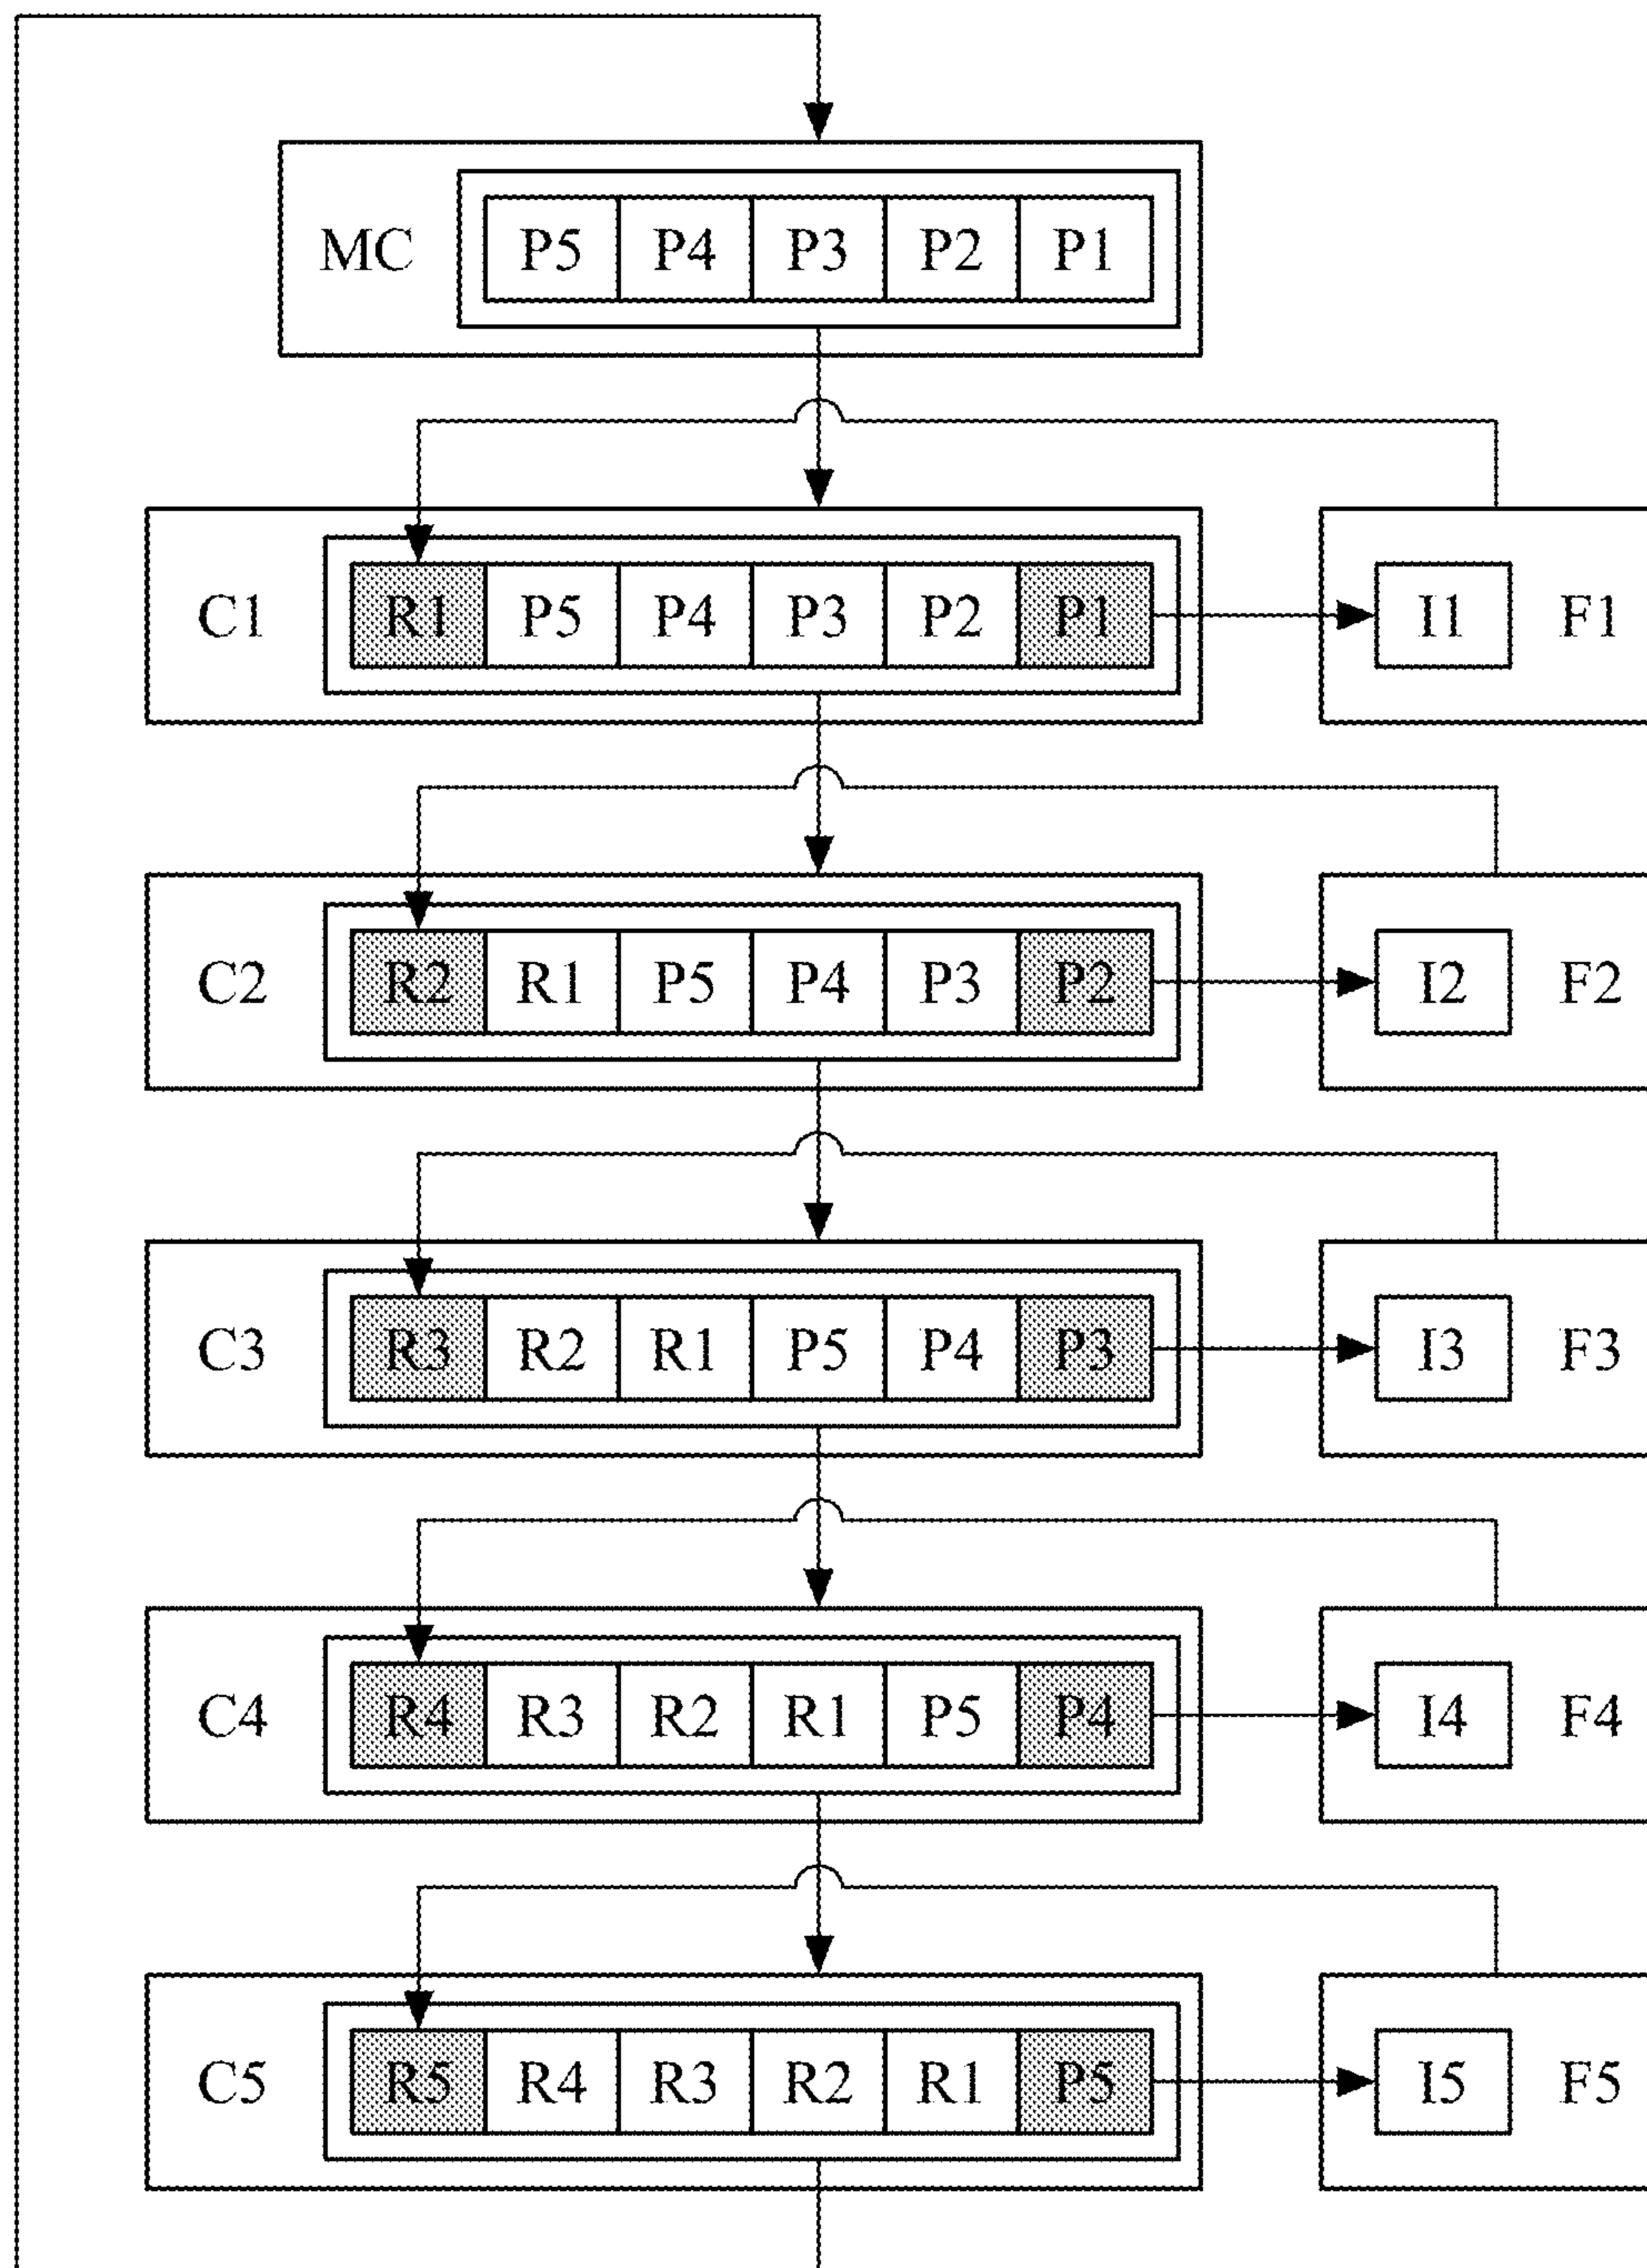 MC P5 P4 P3 P2 P1
C1 R1 P5 P4 P3 P2 P1 I1 F1
C2 R2 R1 P5 P4 P3 P2 I2 F2
C3 R3 R2 R1 P5 P4 P3 I3 F3
C4 R4 R3 R2 R1 P5 P4 I4 F4
C5 R5 R4 R3 R2 R1 P5 I5 F5